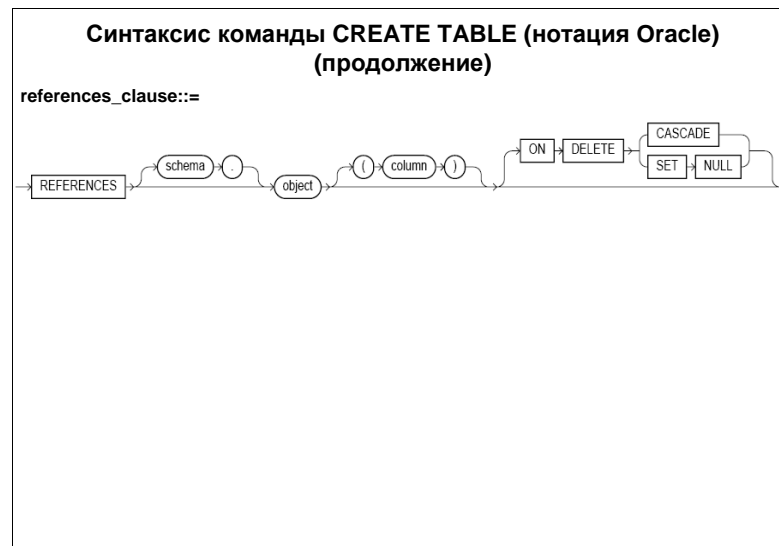 Синтаксис команды CREATE TABLE (нотация Oracle)
(продолжение)
references_clause::=
REFERENCES schema . object ( column ) ON DELETE CASCADE
SET NULL